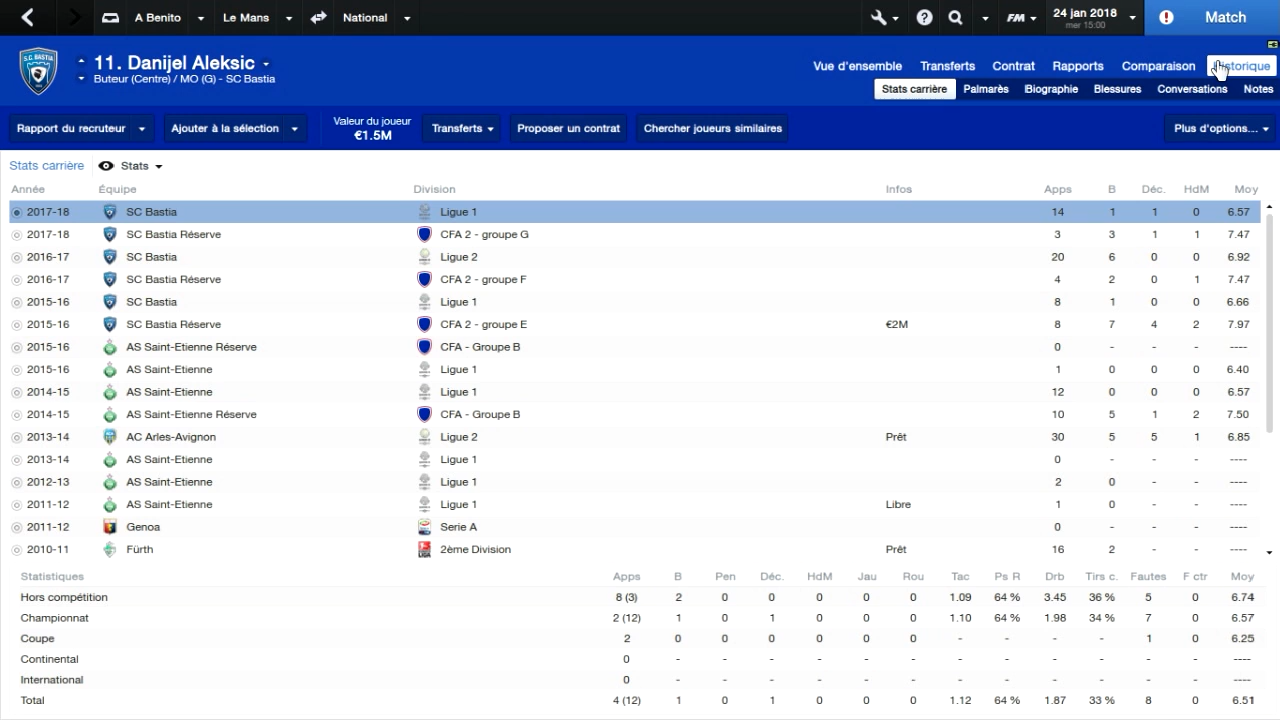 A Benito Le Mans National FM 24 jan 2018 mer 15:00 Match
11. Danijel Aleksic
Buteur (Centre) / MO (G) - SC Bastia
Vue d'ensemble Transferts Contrat Rapports Comparaison Historique
Stats carrière Palmarès Biographie Blessures Conversations Notes
Rapport du recruteur Ajouter à la sélection Valeur du joueur €1.5M Transferts Proposer un contrat Chercher joueurs similaires Plus d'options...
Stats carrière Stats
Année Équipe Division Infos Apps B Déc. HdM Moy
2017-18 SC Bastia Ligue 1 14 1 1 0 6.57
2017-18 SC Bastia Réserve CFA 2 - groupe G 3 3 1 1 7.47
2016-17 SC Bastia Ligue 2 20 6 0 0 6.92
2016-17 SC Bastia Réserve CFA 2 - groupe F 4 2 0 1 7.47
2015-16 SC Bastia Ligue 1 8 1 0 0 6.66
2015-16 SC Bastia Réserve CFA 2 - groupe E €2M 8 7 4 2 7.97
2015-16 AS Saint-Etienne Réserve CFA - Groupe B 0 - - - ----
2015-16 AS Saint-Etienne Ligue 1 1 0 0 0 6.40
2014-15 AS Saint-Etienne Ligue 1 12 0 0 0 6.57
2014-15 AS Saint-Etienne Réserve CFA - Groupe B 10 5 1 2 7.50
2013-14 AC Arles-Avignon Ligue 2 Prêt 30 5 5 1 6.85
2013-14 AS Saint-Etienne Ligue 1 0 - - - ----
2012-13 AS Saint-Etienne Ligue 1 2 0 - - ----
2011-12 AS Saint-Etienne Ligue 1 Libre 1 0 - - ----
2011-12 Genoa Serie A 0 - - - ----
2010-11 Fürth 2ème Division Prêt 16 2 - - ----
Statistiques Apps B Pen Déc. HdM Jau Rou Tac Ps R Drb Tirs c. Fautes F ctr Moy
Hors compétition 8 (3) 2 0 0 0 0 0 1.09 64 % 3.45 36 % 5 0 6.74
Championnat 2 (12) 1 0 1 0 0 0 1.10 64 % 1.98 34 % 7 0 6.57
Coupe 2 0 0 0 0 0 0 - - - - 1 0 6.25
Continental 0 - - - - - - - - - - - - ----
International 0 - - - - - - - - - - - - ----
Total 4 (12) 1 0 1 0 0 0 1.12 64 % 1.87 33 % 8 0 6.51